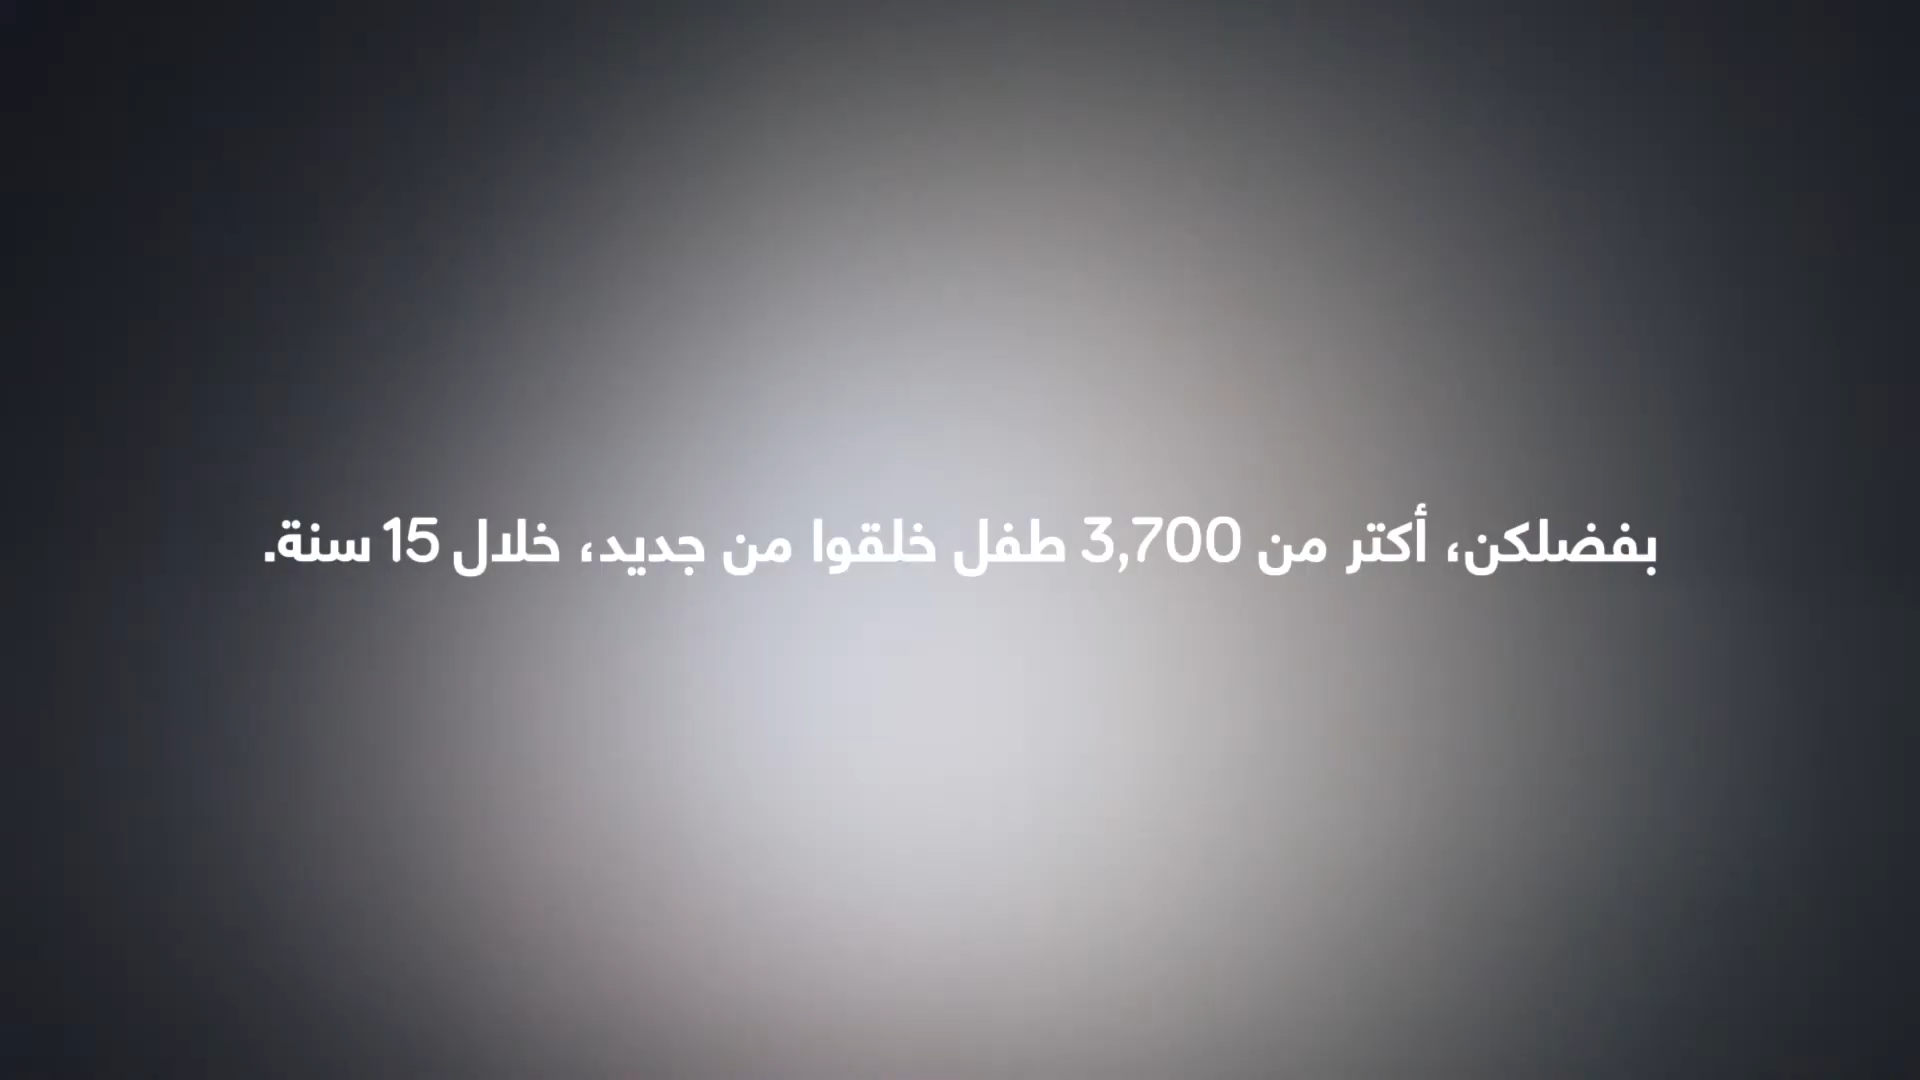 بفضلكن، أكتر من 3,700 طفل خلقوا من جديد، خلال 15 سنة.